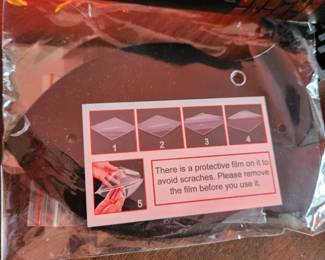 1 2 3 4
5
There is a protective film on it to
avoid scraches. Please remove
the film before you use it.